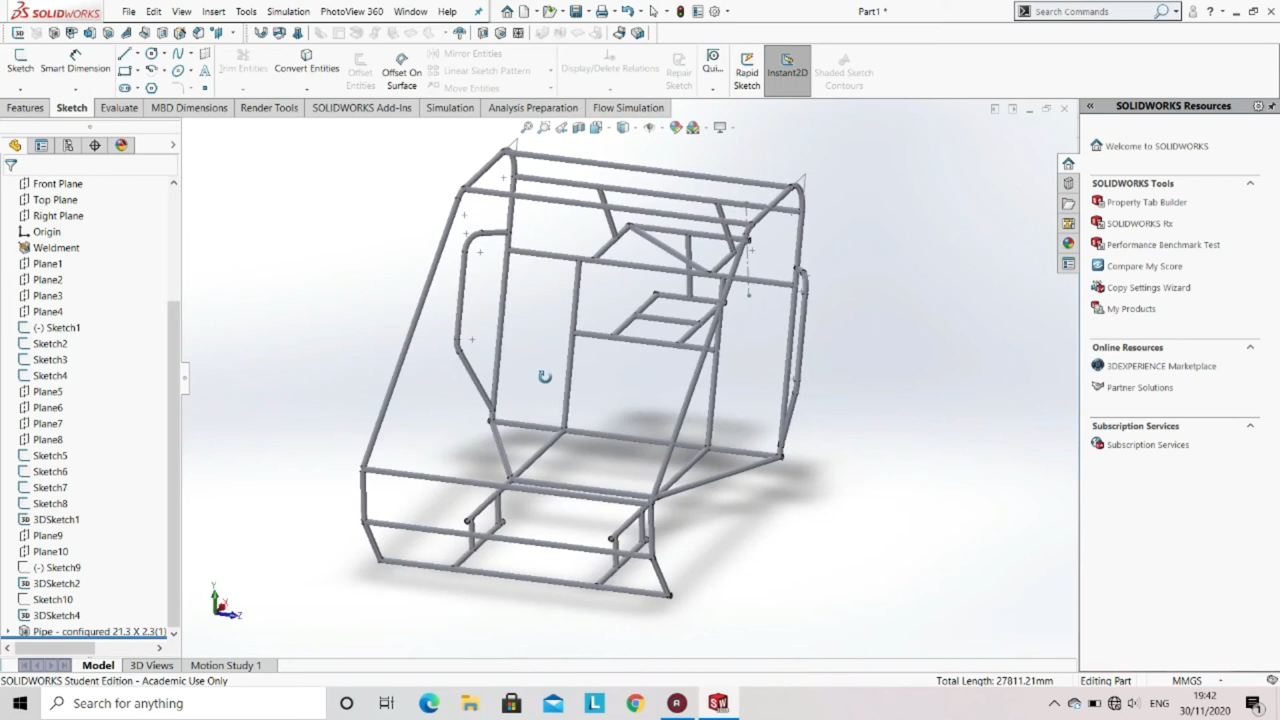 SOLIDWORKS File Edit View Insert Tools Simulation PhotoView 360 Window Help Part1 * Search Commands
Sketch Smart Dimension Trim Entities Convert Entities Offset Entities Offset On Surface Mirror Entities Linear Sketch Pattern Move Entities Display/Delete Relations Repair Sketch Qui... Rapid Sketch Instant2D Shaded Sketch Contours
Features Sketch Evaluate MBD Dimensions Render Tools SOLIDWORKS Add-Ins Simulation Analysis Preparation Flow Simulation
Front Plane
Top Plane
Right Plane
Origin
Weldment
Plane1
Plane2
Plane3
Plane4
(-) Sketch1
Sketch2
Sketch3
Sketch4
Plane5
Plane6
Plane7
Plane8
Sketch5
Sketch6
Sketch7
Sketch8
3DSketch1
Plane9
Plane10
(-) Sketch9
3DSketch2
Sketch10
3DSketch4
Pipe - configured 21.3 X 2.3(1)
Y
Z
SOLIDWORKS Resources
Welcome to SOLIDWORKS
SOLIDWORKS Tools
Property Tab Builder
SOLIDWORKS Rx
Performance Benchmark Test
Compare My Score
Copy Settings Wizard
My Products
Online Resources
3DEXPERIENCE Marketplace
Partner Solutions
Subscription Services
Subscription Services
Model 3D Views Motion Study 1
SOLIDWORKS Student Edition - Academic Use Only Total Length: 27811.21mm Editing Part MMGS
Search for anything ENG 19:42
30/11/2020